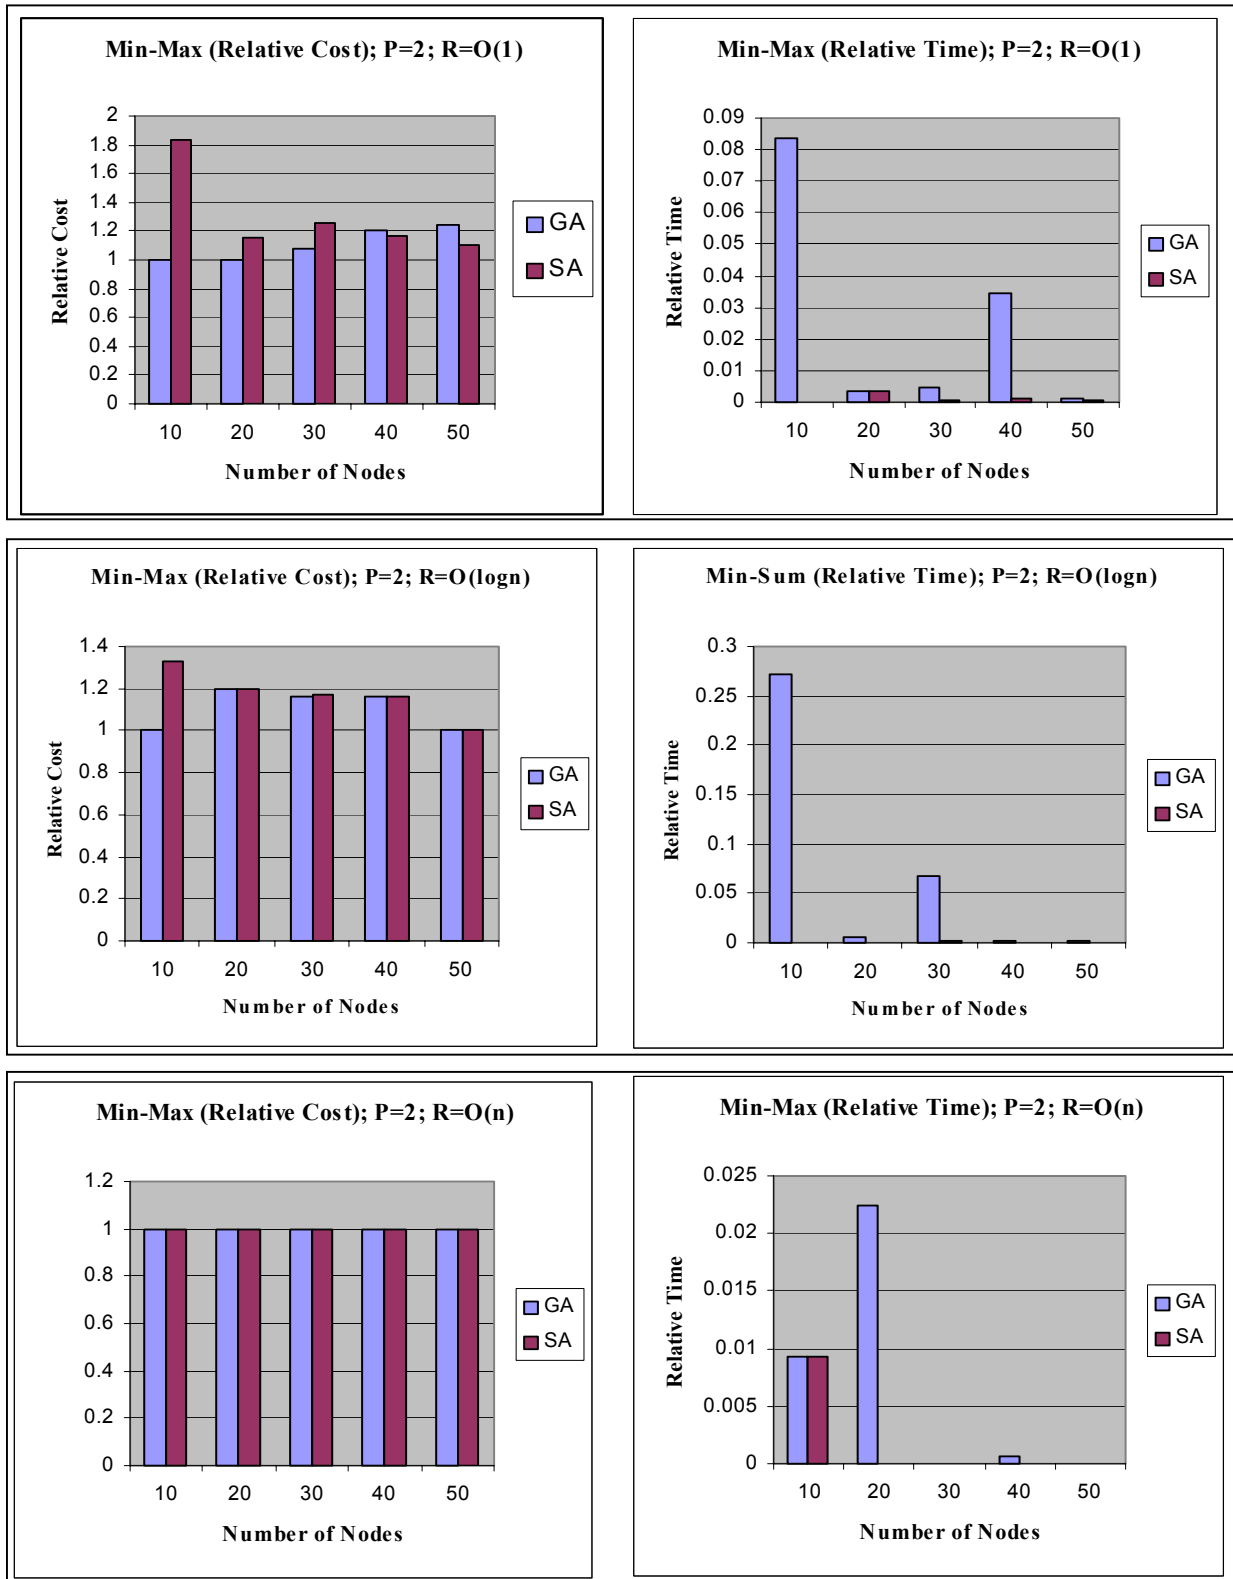 Min-Max (Relative Cost); P=2; R=O(1)
2
1.8
1.6
1.4
1.2
1
0.8
0.6
0.4
0.2
0
Relative Cost
10 20 30 40 50
Number of Nodes
GA
SA
Min-Max (Relative Time); P=2; R=O(1)
0.09
0.08
0.07
0.06
0.05
0.04
0.03
0.02
0.01
0
Relative Time
10 20 30 40 50
Number of Nodes
GA
SA
Min-Max (Relative Cost); P=2; R=O(logn)
1.4
1.2
1
0.8
0.6
0.4
0.2
0
Relative Cost
10 20 30 40 50
Number of Nodes
GA
SA
Min-Sum (Relative Time); P=2; R=O(logn)
0.3
0.25
0.2
0.15
0.1
0.05
0
Relative Time
10 20 30 40 50
Number of Nodes
GA
SA
Min-Max (Relative Cost); P=2; R=O(n)
1.2
1
0.8
0.6
0.4
0.2
0
Relative Cost
10 20 30 40 50
Number of Nodes
GA
SA
Min-Max (Relative Time); P=2; R=O(n)
0.025
0.02
0.015
0.01
0.005
0
Relative Time
10 20 30 40 50
Number of Nodes
GA
SA